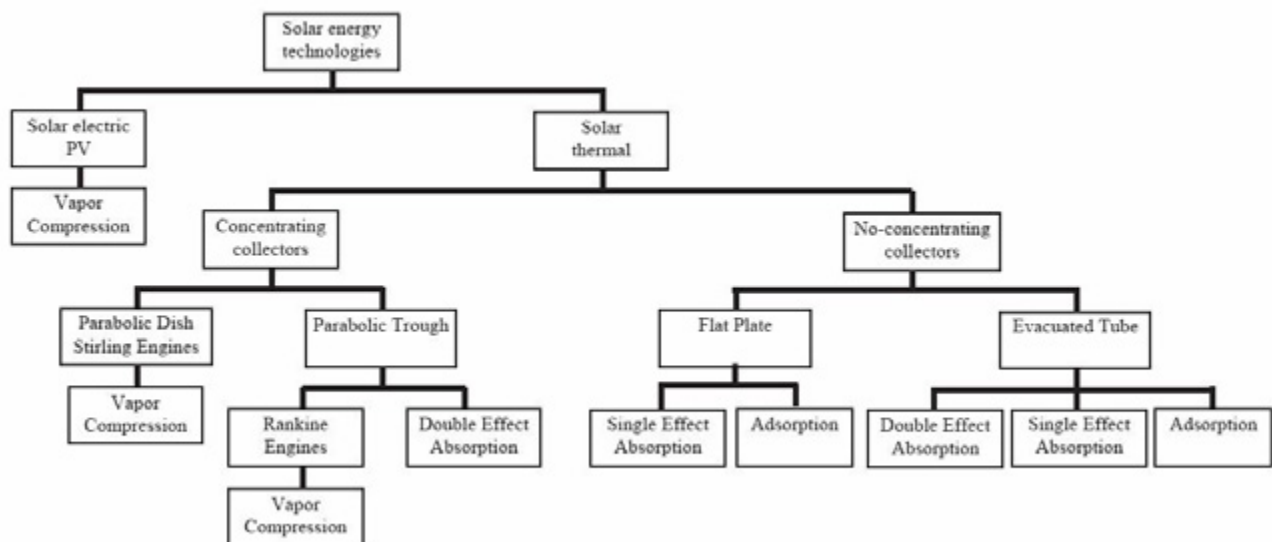 Solar energy
technologies
Solar electric
PV
Solar
thermal
Vapor
Compression
Concentrating
collectors
No-concentrating
collectors
Parabolic Dish
Stirling Engines
Parabolic Trough
Flat Plate
Evacuated Tube
Vapor
Compression
Rankine
Engines
Double Effect
Absorption
Single Effect
Absorption
Adsorption
Double Effect
Absorption
Single Effect
Absorption
Adsorption
Vapor
Compression